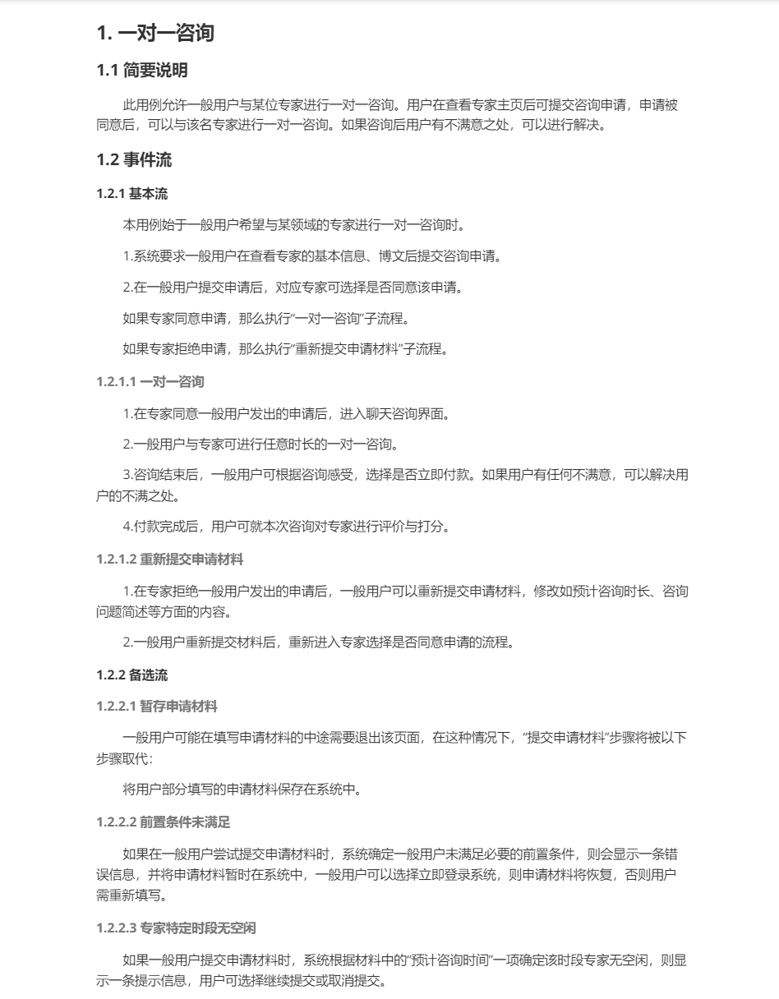 1. 一对一咨询
1.1 简要说明
此用例允许一般用户与某位专家进行一对一咨询。用户在查看专家主页后可提交咨询申请，申请被
同意后，可以与该名专家进行一对一咨询。如果咨询后用户有不满意之处，可以进行解决。
1.2 事件流
1.2.1 基本流
本用例始于一般用户希望与某领域的专家进行一对一咨询时。
1.系统要求一般用户在查看专家的基本信息、博文后提交咨询申请。
2.在一般用户提交申请后，对应专家可选择是否同意该申请。
如果专家同意申请，那么执行“一对一咨询”子流程。
如果专家拒绝申请，那么执行“重新提交申请材料”子流程。
1.2.1.1 一对一咨询
1.在专家同意一般用户发出的申请后，进入聊天咨询界面。
2.一般用户与专家可进行任意时长的一对一咨询。
3.咨询结束后，一般用户可根据咨询感受，选择是否立即付款。如果用户有任何不满意，可以解决用
户的不满之处。
4.付款完成后，用户可就本次咨询对专家进行评价与打分。
1.2.1.2 重新提交申请材料
1.在专家拒绝一般用户发出的申请后，一般用户可以重新提交申请材料，修改如预计咨询时长、咨询
问题简述等方面的内容。
2.一般用户重新提交材料后，重新进入专家选择是否同意申请的流程。
1.2.2 备选流
1.2.2.1 暂存申请材料
一般用户可能在填写申请材料的中途需要退出该页面，在这种情况下，“提交申请材料”步骤将被以下
步骤取代：
将用户部分填写的申请材料保存在系统中。
1.2.2.2 前置条件未满足
如果在一般用户尝试提交申请材料时，系统确定一般用户未满足必要的前置条件，则会显示一条错
误信息，并将申请材料暂时在系统中，一般用户可以选择立即登录系统，则申请材料将恢复，否则用户
需重新填写。
1.2.2.3 专家特定时段无空闲
如果一般用户提交申请材料时，系统根据材料中的“预计咨询时间”一项确定该时段专家无空闲，则显
示一条提示信息，用户可选择继续提交或取消提交。